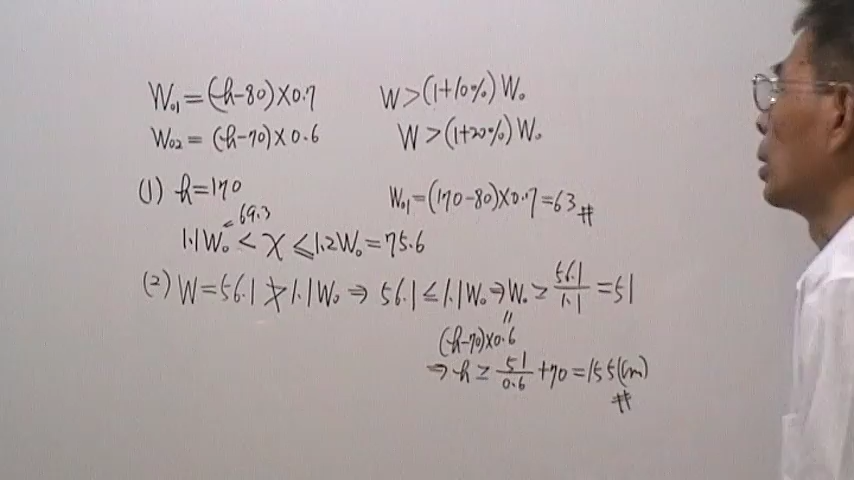 W₀₁=(h-80)×0.7
W>(1+10%)W₀
W₀₂=(h-70)×0.6
W>(1+20%)W₀
(1) h=170
W₀₁=(170-80)×0.7=63#
69.3
1.1W₀<x≤1.2W₀=75.6
(2) W=56.1≯1.1W₀⇒56.1≤1.1W₀⇒W₀≥56.1/1.1=51
(h-70)×0.6
⇒h≥51/0.6+70=155(cm)
#